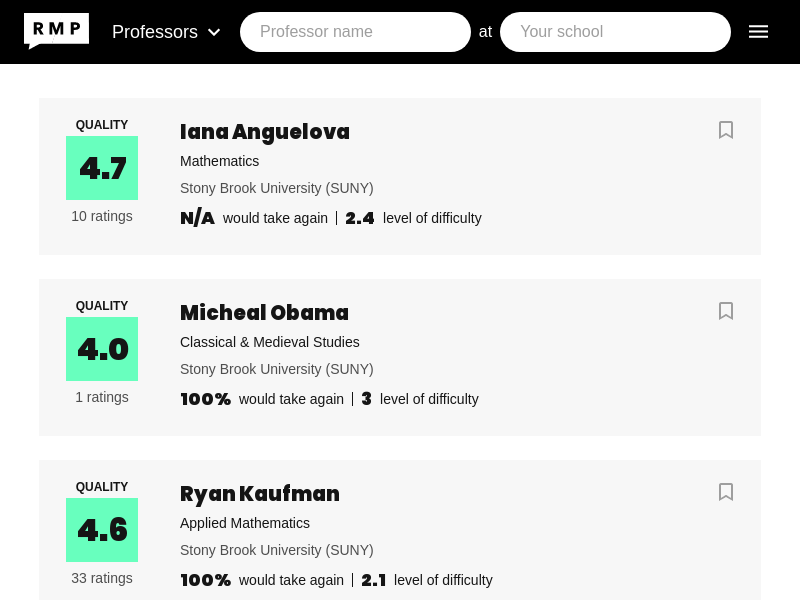 RMP Professors Professor name at Your school
QUALITY
4.7
10 ratings
Iana Anguelova
Mathematics
Stony Brook University (SUNY)
N/A would take again | 2.4 level of difficulty
QUALITY
4.0
1 ratings
Micheal Obama
Classical & Medieval Studies
Stony Brook University (SUNY)
100% would take again | 3 level of difficulty
QUALITY
4.6
33 ratings
Ryan Kaufman
Applied Mathematics
Stony Brook University (SUNY)
100% would take again | 2.1 level of difficulty